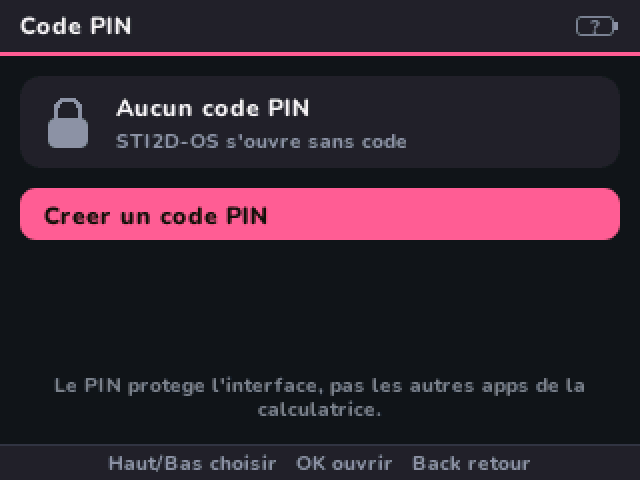 Code PIN
?
Aucun code PIN
STI2D-OS s'ouvre sans code
Creer un code PIN
Le PIN protege l'interface, pas les autres apps de la
calculatrice.
Haut/Bas choisir OK ouvrir Back retour